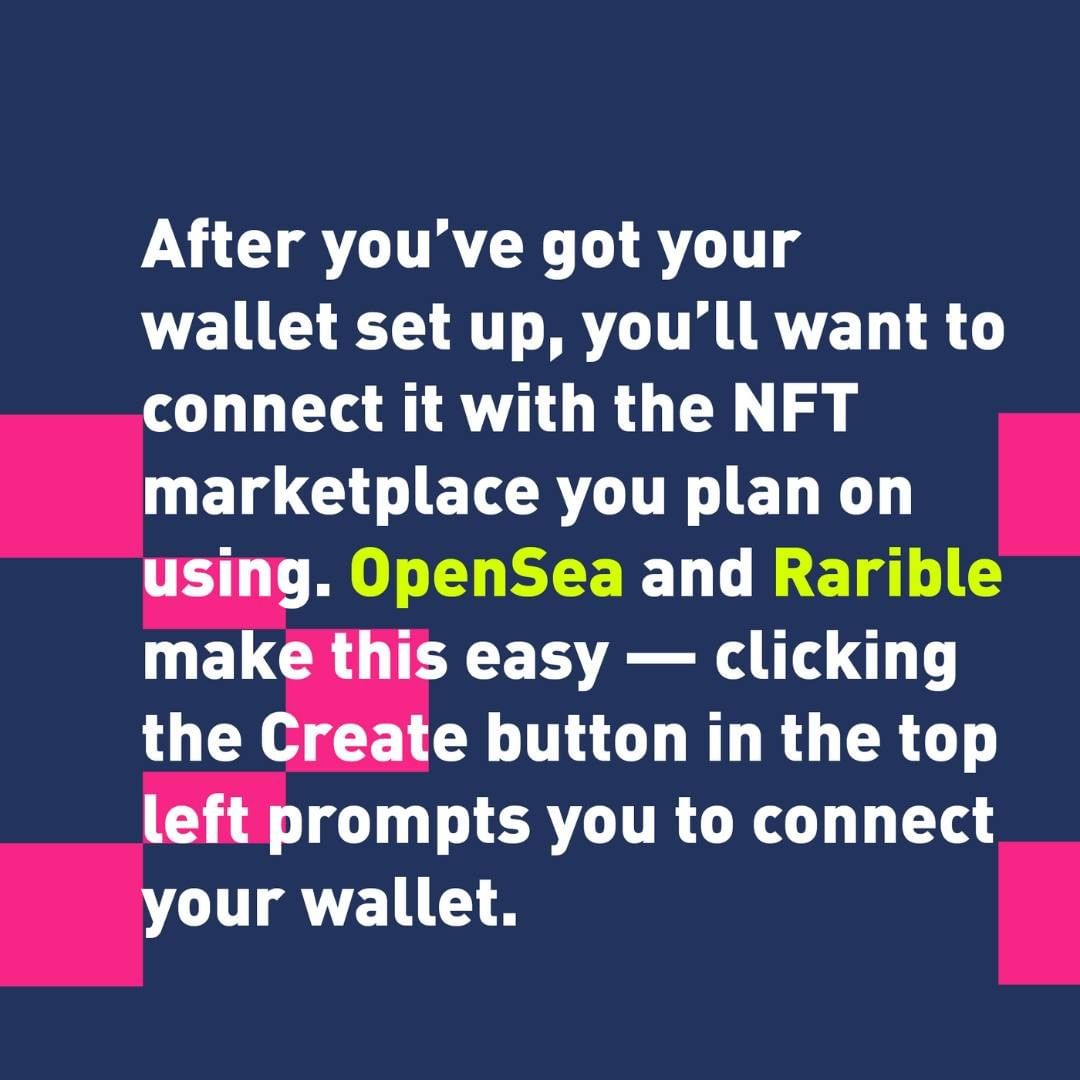 After you’ve got your
wallet set up, you’ll want to
connect it with the NFT
marketplace you plan on
using. OpenSea and Rarible
make this easy — clicking
the Create button in the top
left prompts you to connect
your wallet.